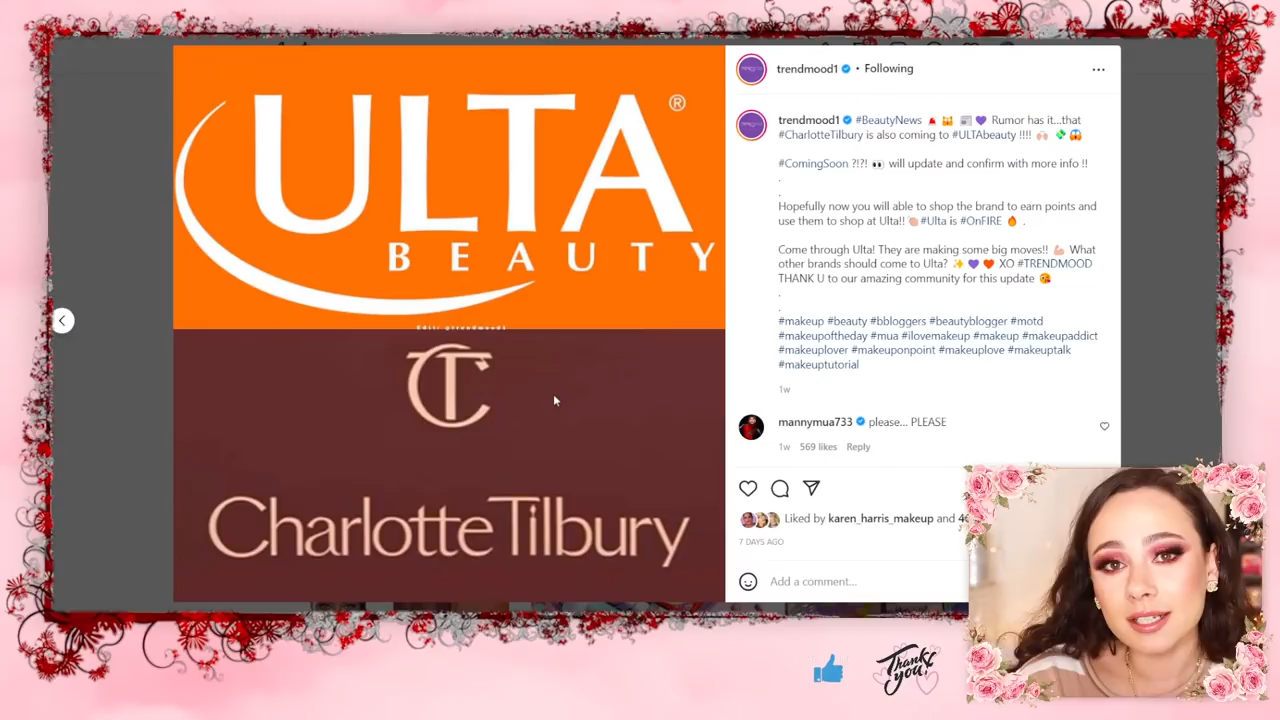 ULTA®
BEAUTY
Edit: @trendmood1
Charlotte Tilbury
trendmood1 • Following
trendmood1 #BeautyNews 💄 🙀 📰 💜 Rumor has it...that
#CharlotteTilbury is also coming to #ULTAbeauty !!!! 🙌🏻 💸 😱
#ComingSoon ?!?! 👀 will update and confirm with more info !!
.
.
Hopefully now you will able to shop the brand to earn points and
use them to shop at Ulta!! 👏🏻 #Ulta is #OnFIRE 🔥 .
Come through Ulta! They are making some big moves!! 💪🏻 What
other brands should come to Ulta? ✨ 💜 🧡 XO #TRENDMOOD
THANK U to our amazing community for this update 😘
.
.
#makeup #beauty #bbloggers #beautyblogger #motd
#makeupoftheday #mua #ilovemakeup #makeup #makeupaddict
#makeuplover #makeuponpoint #makeuplove #makeuptalk
#makeuptutorial
1w
mannymua733 please... PLEASE
1w 569 likes Reply
Liked by karen_harris_makeup and
7 DAYS AGO
Add a comment...
Thank you!